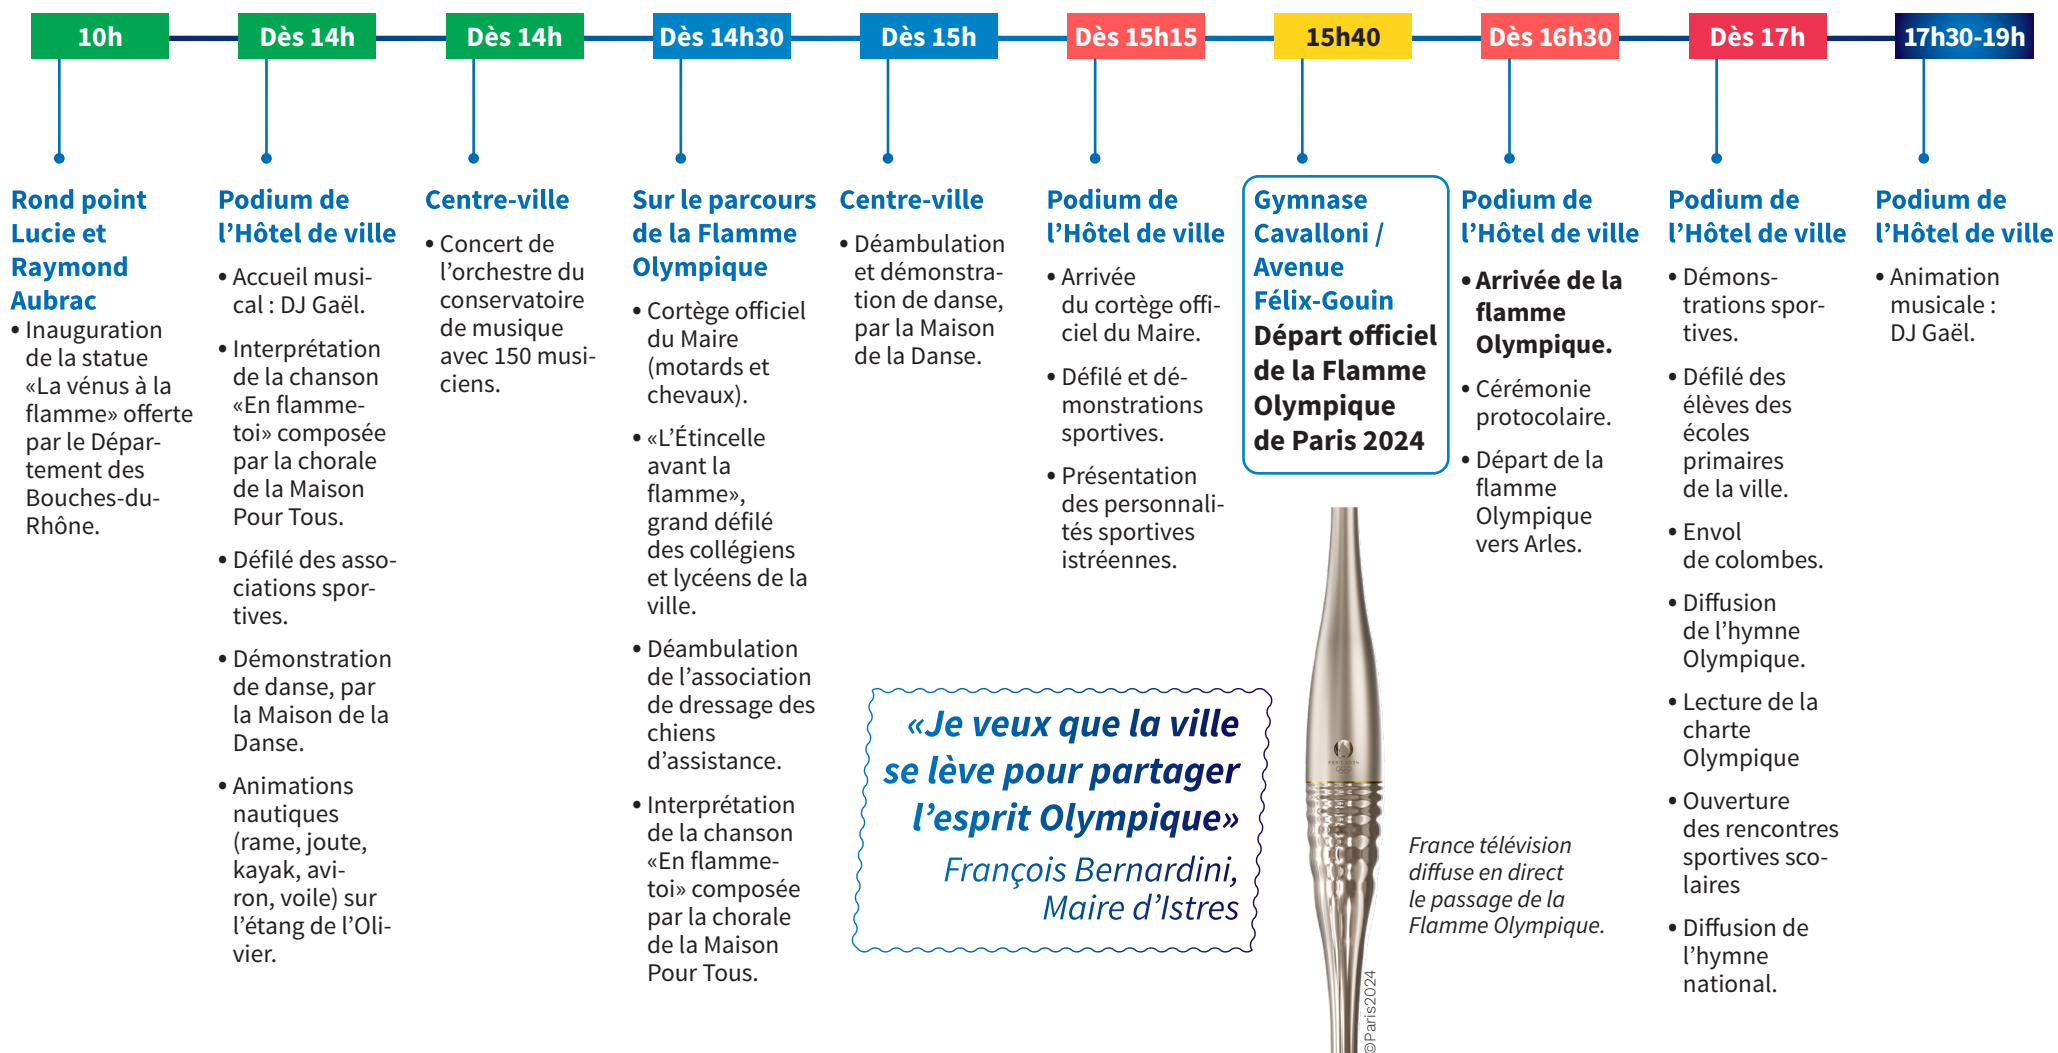 10h
Rond point
Lucie et
Raymond
Aubrac
• Inauguration
de la statue
«La vénus à la
flamme» offerte
par le Dépar-
tement des
Bouches-du-
Rhône.
Dès 14h
Podium de
l’Hôtel de ville
• Accueil musi-
cal : DJ Gaël.
• Interprétation
de la chanson
«En flamme-
toi» composée
par la chorale
de la Maison
Pour Tous.
• Défilé des asso-
ciations spor-
tives.
• Démonstration
de danse, par
la Maison de la
Danse.
• Animations
nautiques
(rame, joute,
kayak, avi-
ron, voile) sur
l’étang de l’Oli-
vier.
Dès 14h
Centre-ville
• Concert de
l’orchestre du
conservatoire
de musique
avec 150 musi-
ciens.
Dès 14h30
Sur le parcours
de la Flamme
Olympique
• Cortège officiel
du Maire
(motards et
chevaux).
• «L’Étincelle
avant la
flamme»,
grand défilé
des collégiens
et lycéens de la
ville.
• Déambulation
de l’association
de dressage des
chiens
d’assistance.
• Interprétation
de la chanson
«En flamme-
toi» composée
par la chorale
de la Maison
Pour Tous.
Dès 15h
Centre-ville
• Déambulation
et démonstra-
tion de danse,
par la Maison
de la Danse.
Dès 15h15
Podium de
l’Hôtel de ville
• Arrivée
du cortège offi-
ciel du Maire.
• Défilé et dé-
monstrations
sportives.
• Présentation
des personnali-
tés sportives
istréennes.
15h40
Gymnase
Cavalloni /
Avenue
Félix-Gouin
Départ officiel
de la Flamme
Olympique
de Paris 2024
Dès 16h30
Podium de
l’Hôtel de ville
• Arrivée de la
flamme
Olympique.
• Cérémonie
protocolaire.
• Départ de la
flamme
Olympique
vers Arles.
Dès 17h
Podium de
l’Hôtel de ville
• Démons-
trations spor-
tives.
• Défilé des
élèves des
écoles
primaires
de la ville.
• Envol
de colombes.
• Diffusion
de l’hymne
Olympique.
• Lecture de la
charte
Olympique
• Ouverture
des rencontres
sportives sco-
laires
• Diffusion de
l’hymne
national.
17h30-19h
Podium de
l’Hôtel de ville
• Animation
musicale :
DJ Gaël.
«Je veux que la ville
se lève pour partager
l’esprit Olympique»
François Bernardini,
Maire d’Istres
PARIS 2024
©Paris2024
France télévision
diffuse en direct
le passage de la
Flamme Olympique.